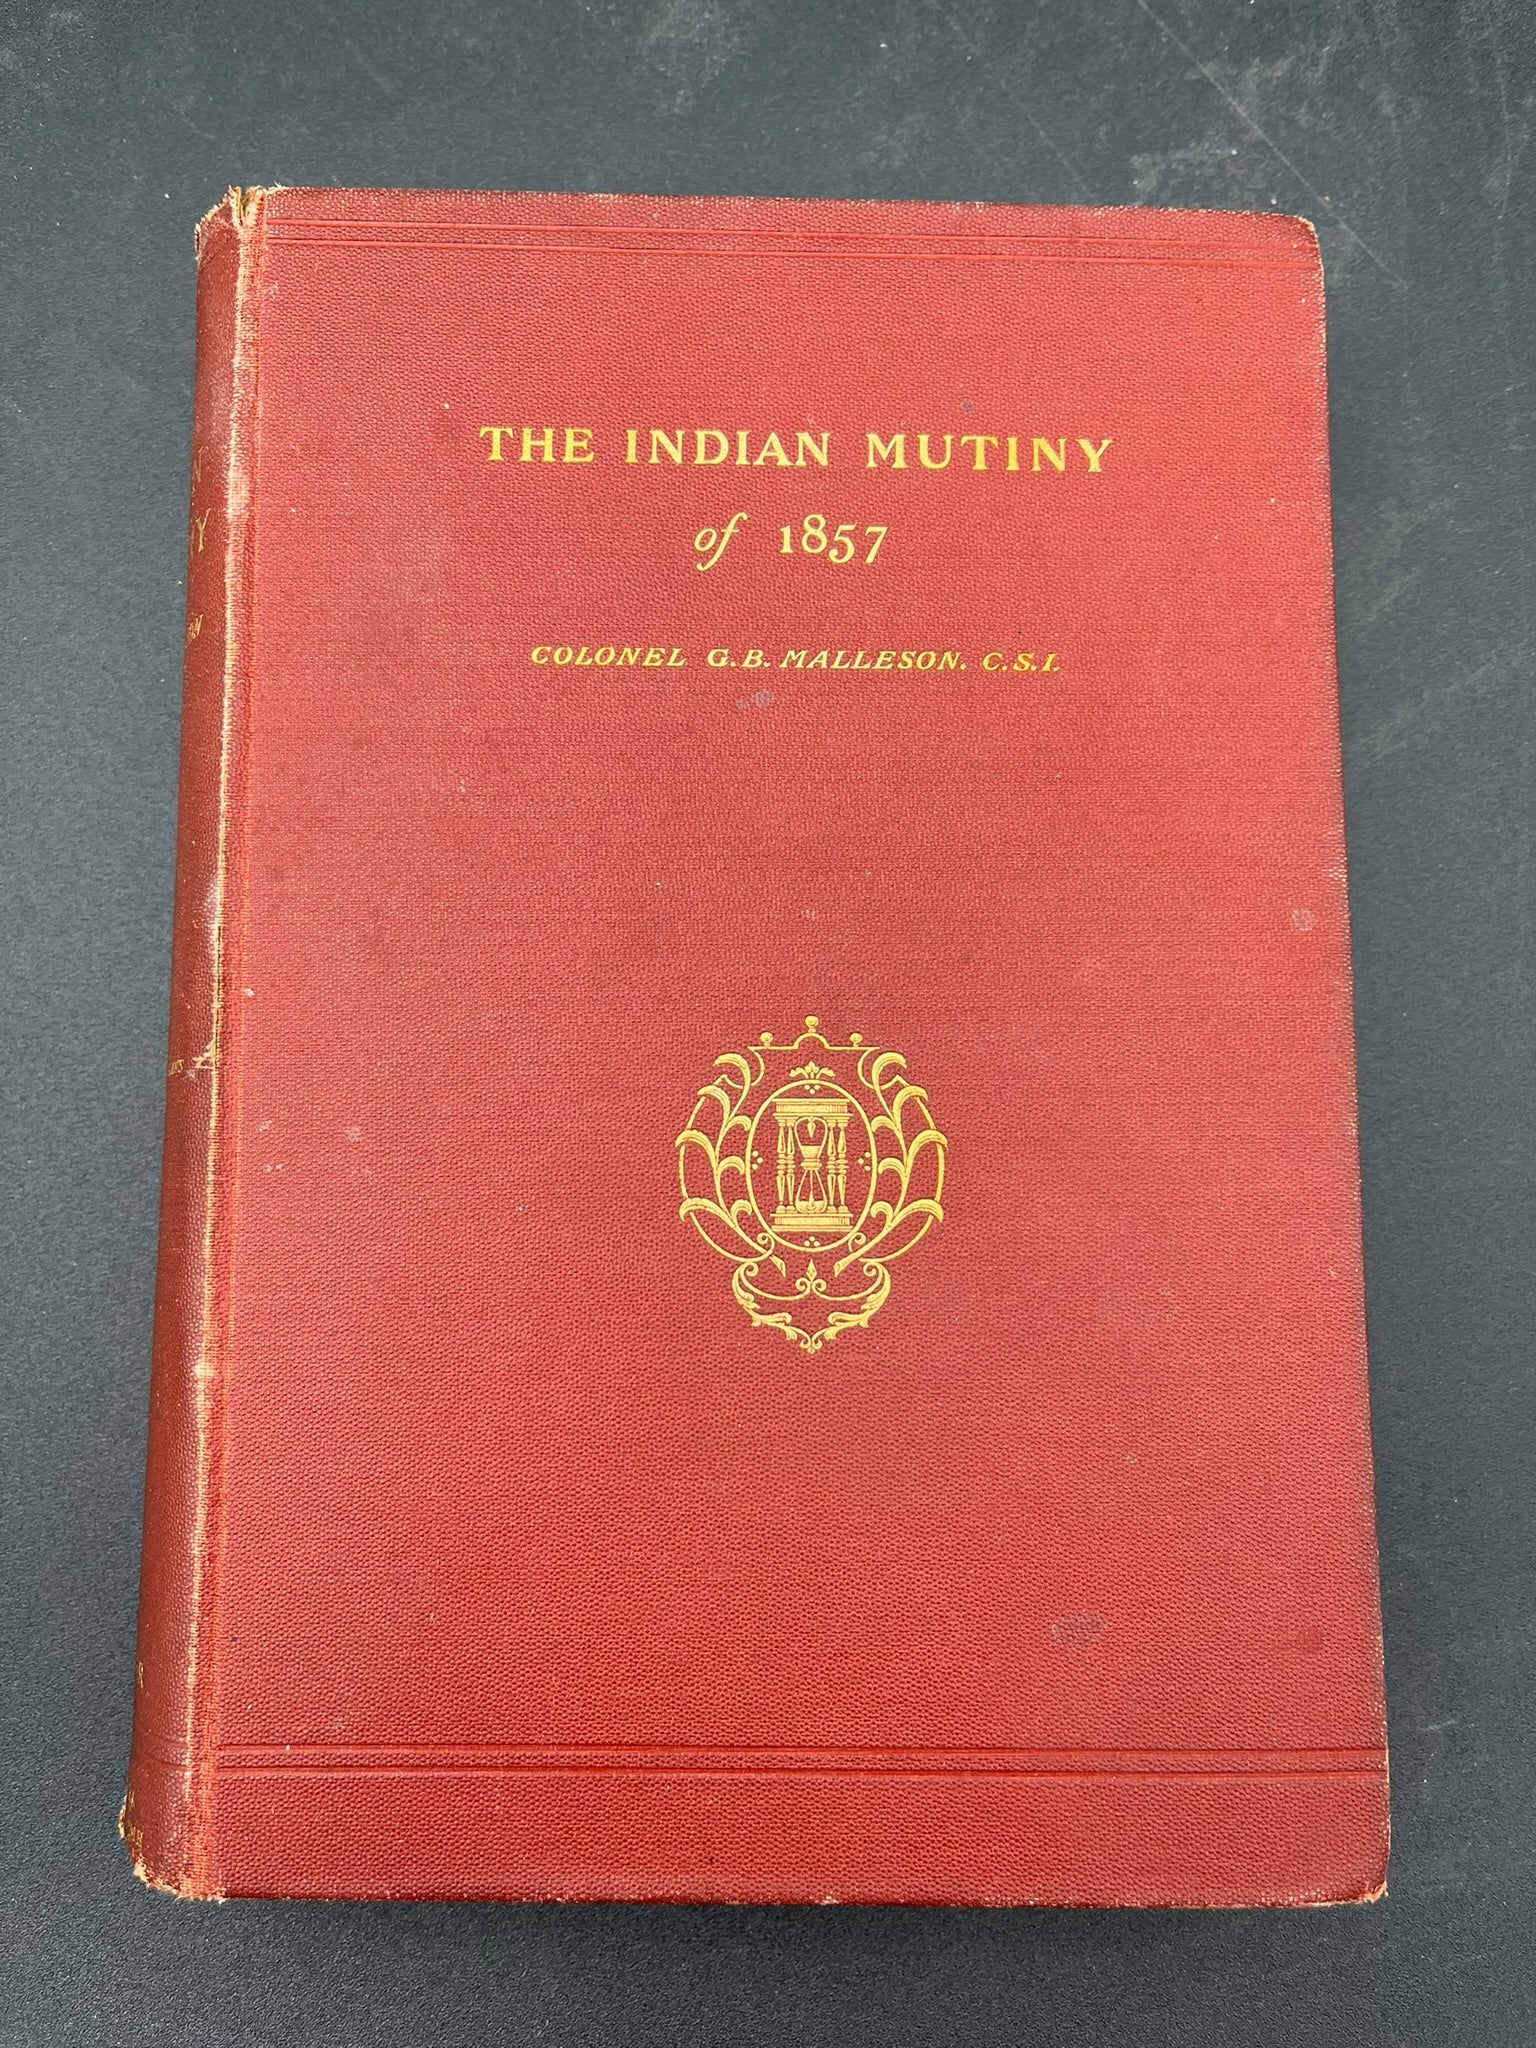 THE INDIAN MUTINY
of 1857
COLONEL G.B. MALLESON. C.S.I.